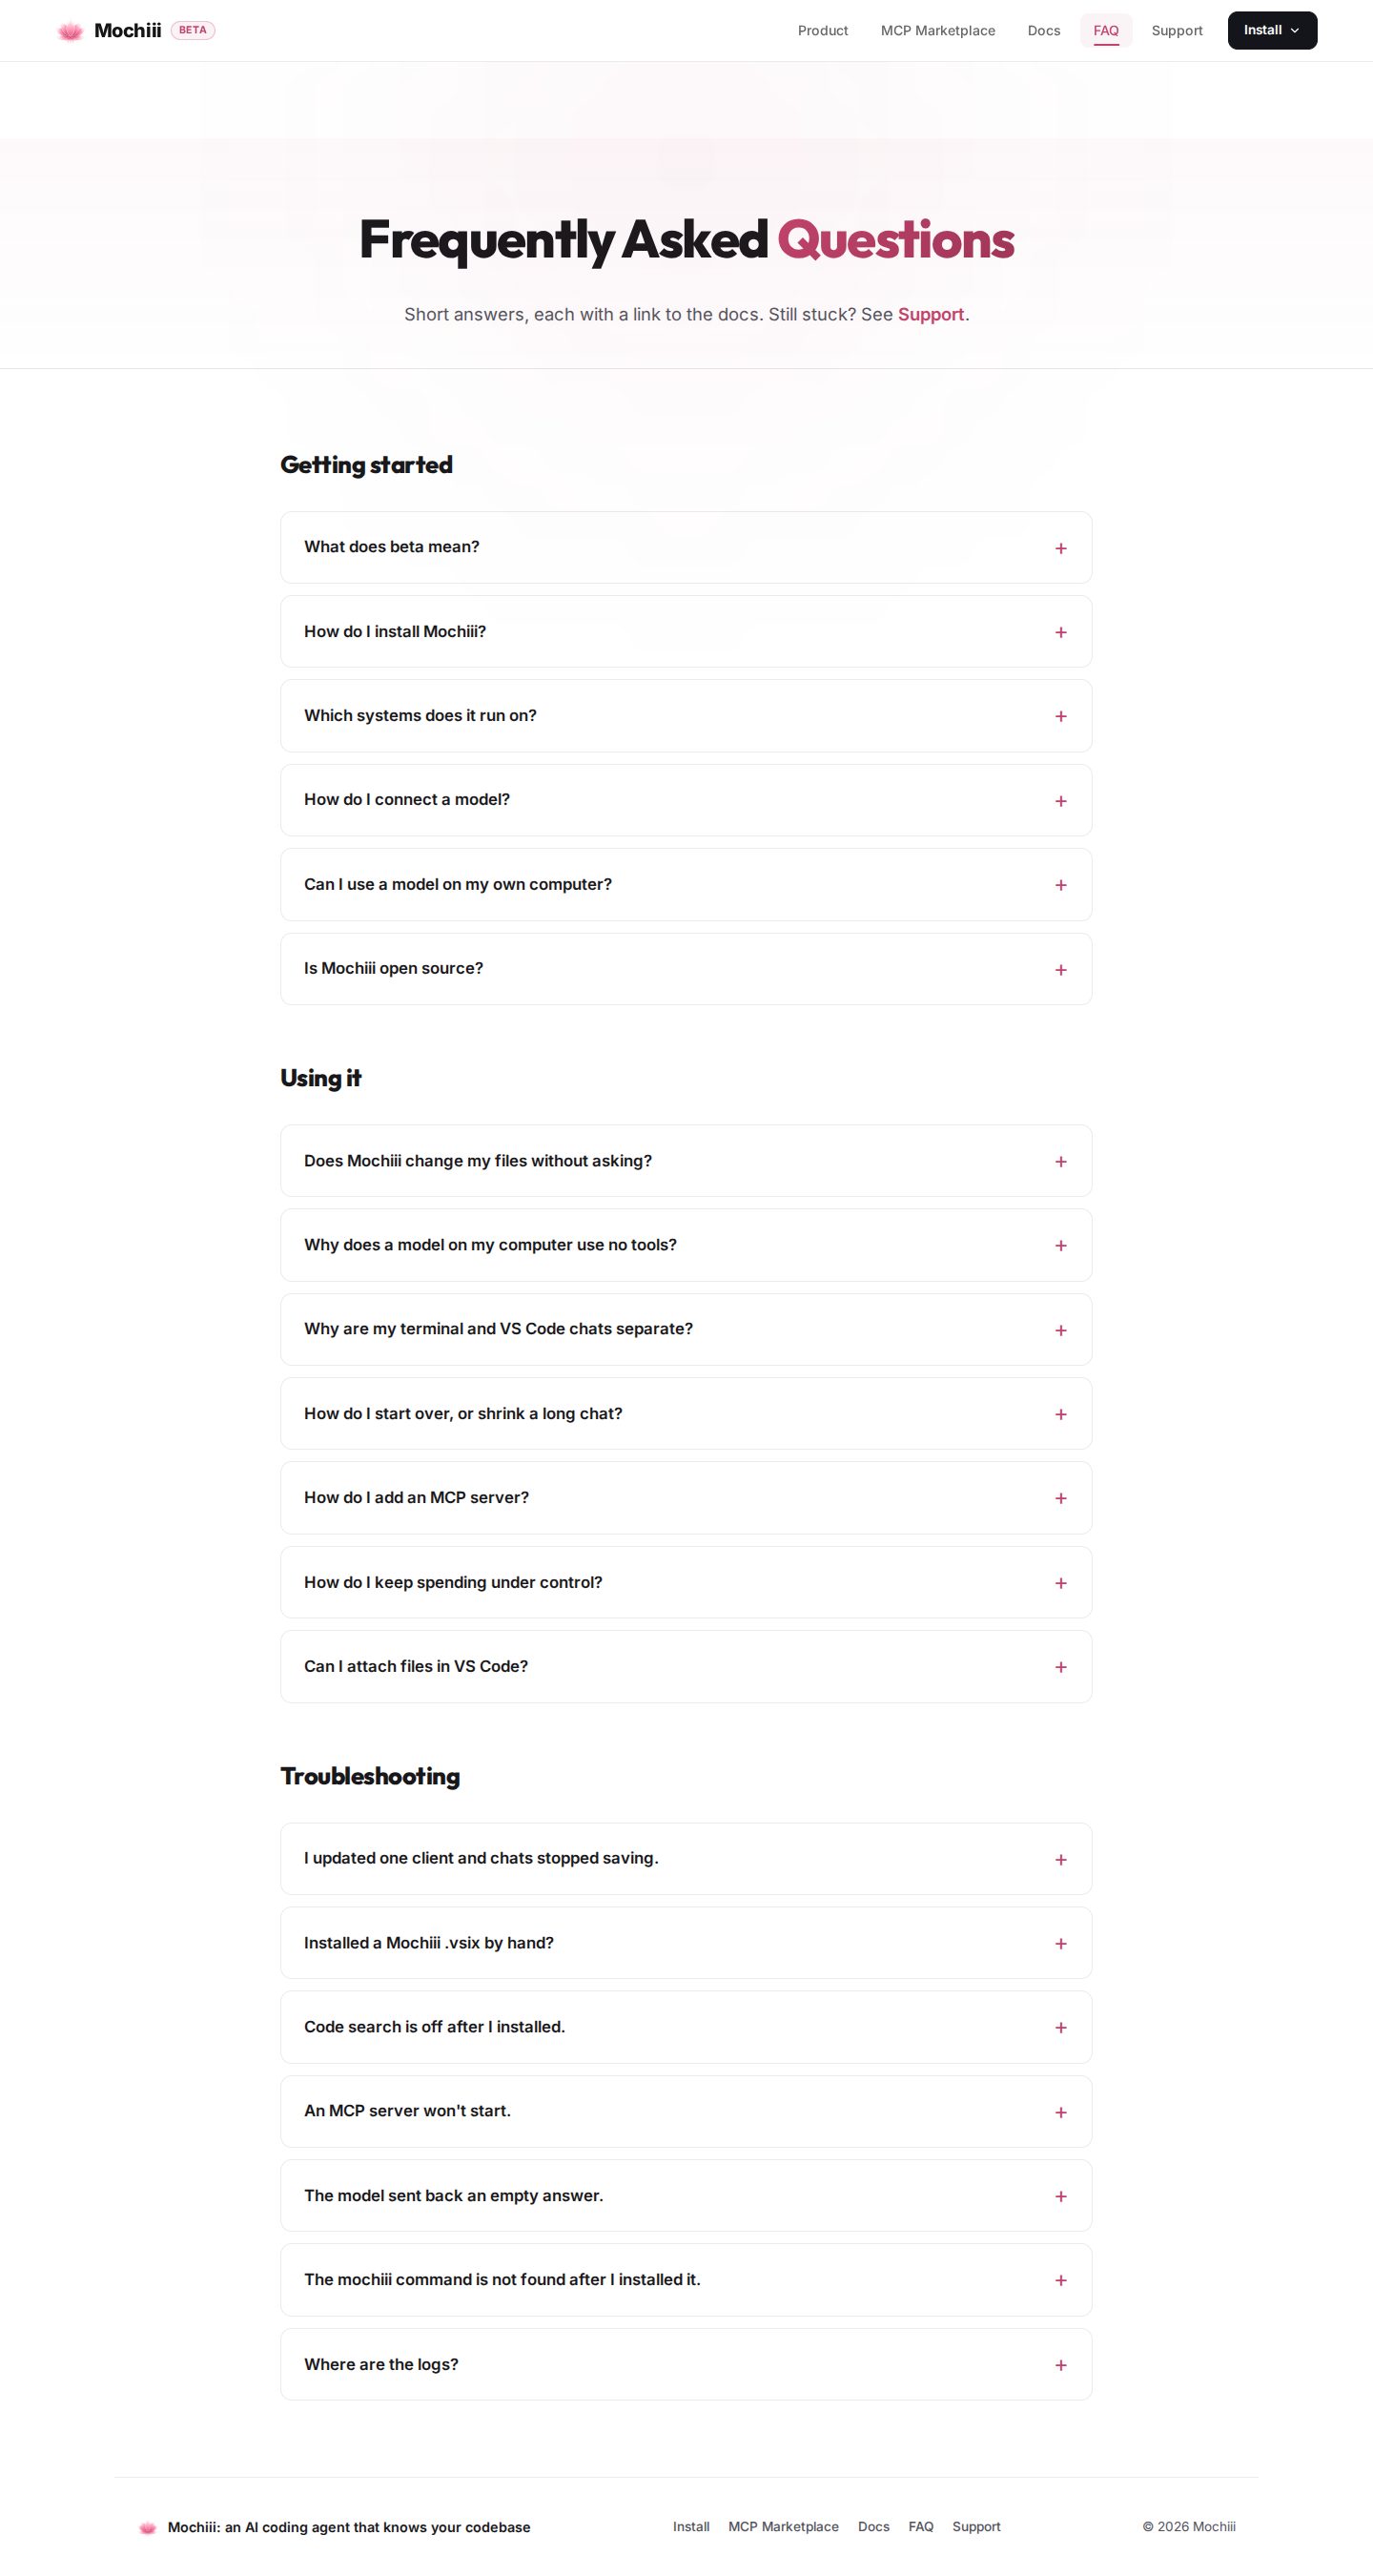 Mochiii BETA
Product MCP Marketplace Docs FAQ Support Install
Frequently Asked Questions
Short answers, each with a link to the docs. Still stuck? See Support.
Getting started
What does beta mean?
How do I install Mochiii?
Which systems does it run on?
How do I connect a model?
Can I use a model on my own computer?
Is Mochiii open source?
Using it
Does Mochiii change my files without asking?
Why does a model on my computer use no tools?
Why are my terminal and VS Code chats separate?
How do I start over, or shrink a long chat?
How do I add an MCP server?
How do I keep spending under control?
Can I attach files in VS Code?
Troubleshooting
I updated one client and chats stopped saving.
Installed a Mochiii .vsix by hand?
Code search is off after I installed.
An MCP server won't start.
The model sent back an empty answer.
The mochiii command is not found after I installed it.
Where are the logs?
Mochiii: an AI coding agent that knows your codebase
Install MCP Marketplace Docs FAQ Support
© 2026 Mochiii